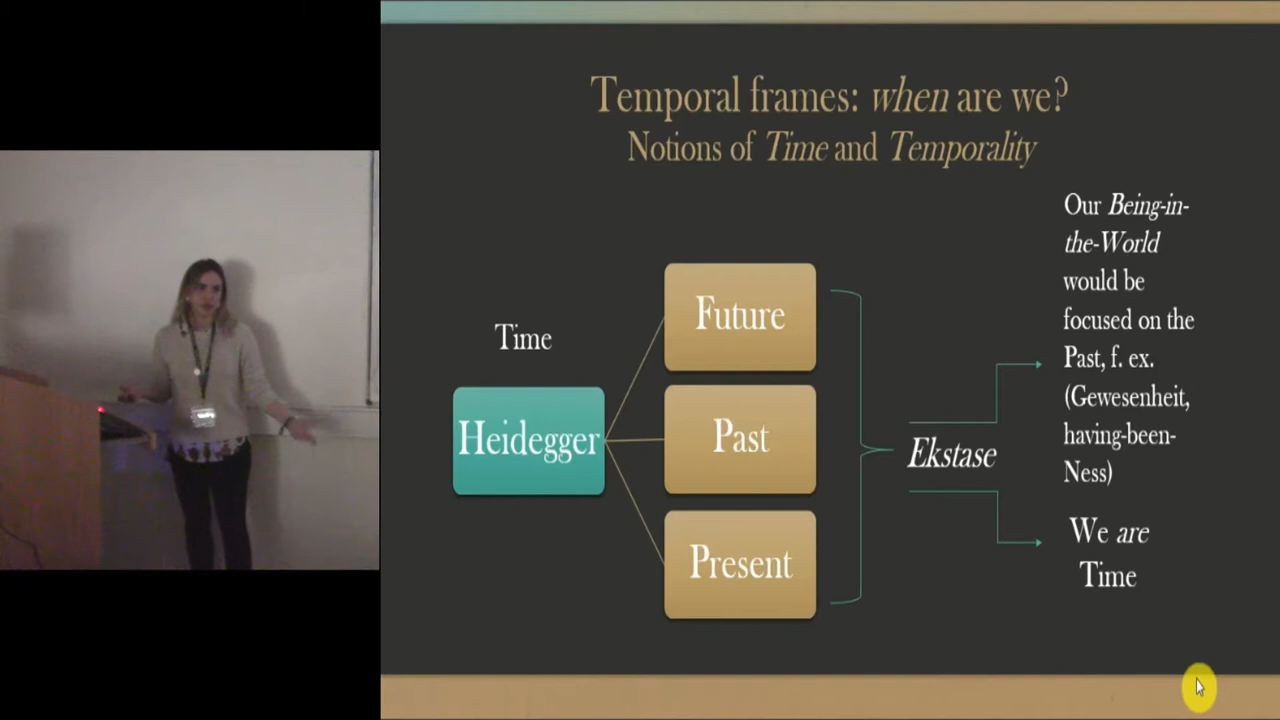 Temporal frames: when are we?
Notions of Time and Temporality
Time
Heidegger
Future
Past
Present
Ekstase
Our Being-in-
the-World
would be
focused on the
Past, f. ex.
(Gewesenheit,
having-been-
Ness)
We are
Time